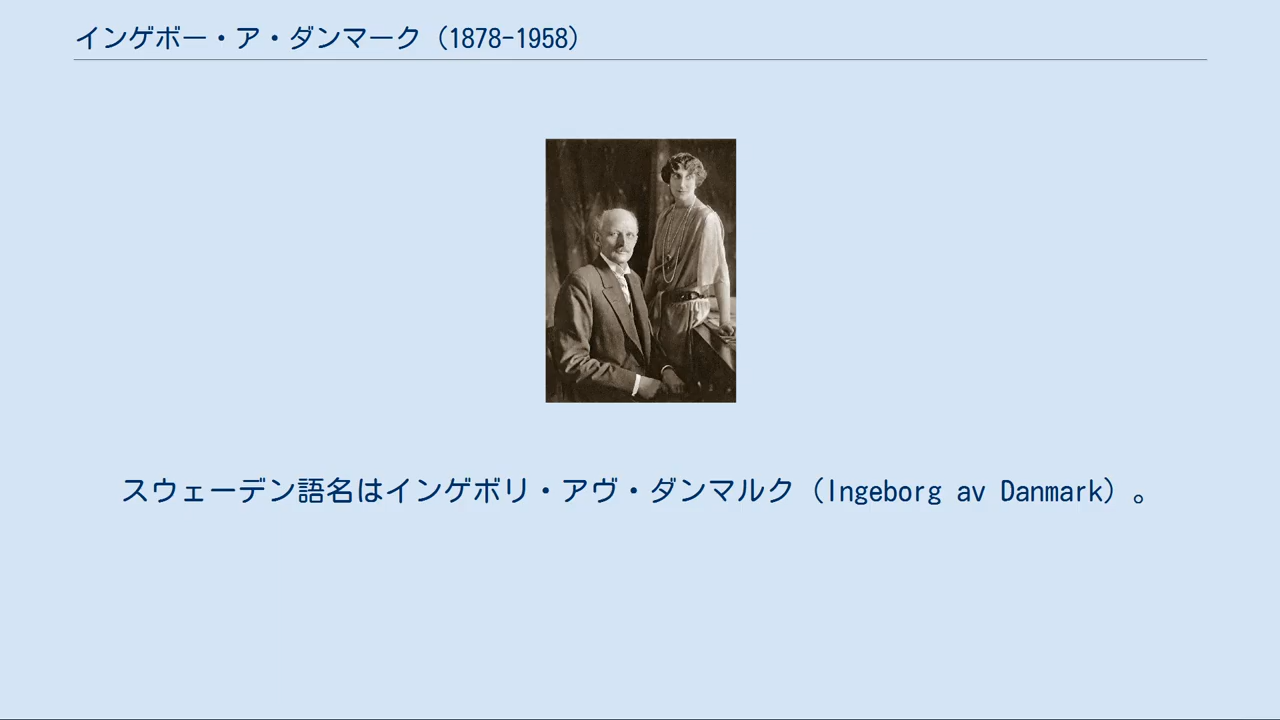 インゲボー・ア・ダンマーク（1878-1958）
スウェーデン語名はインゲボリ・アヴ・ダンマルク（Ingeborg av Danmark）。